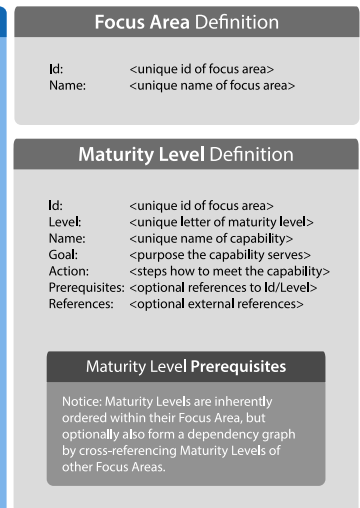 Focus Area Definition
Id: <unique id of focus area>
Name: <unique name of focus area>
Maturity Level Definition
Id: <unique id of focus area>
Level: <unique letter of maturity level>
Name: <unique name of capability>
Goal: <purpose the capability serves>
Action: <steps how to meet the capability>
Prerequisites: <optional references to Id/Level>
References: <optional external references>
Maturity Level Prerequisites
Notice: Maturity Levels are inherently
ordered within their Focus Area, but
optionally also form a dependency graph
by cross-referencing Maturity Levels of
other Focus Areas.